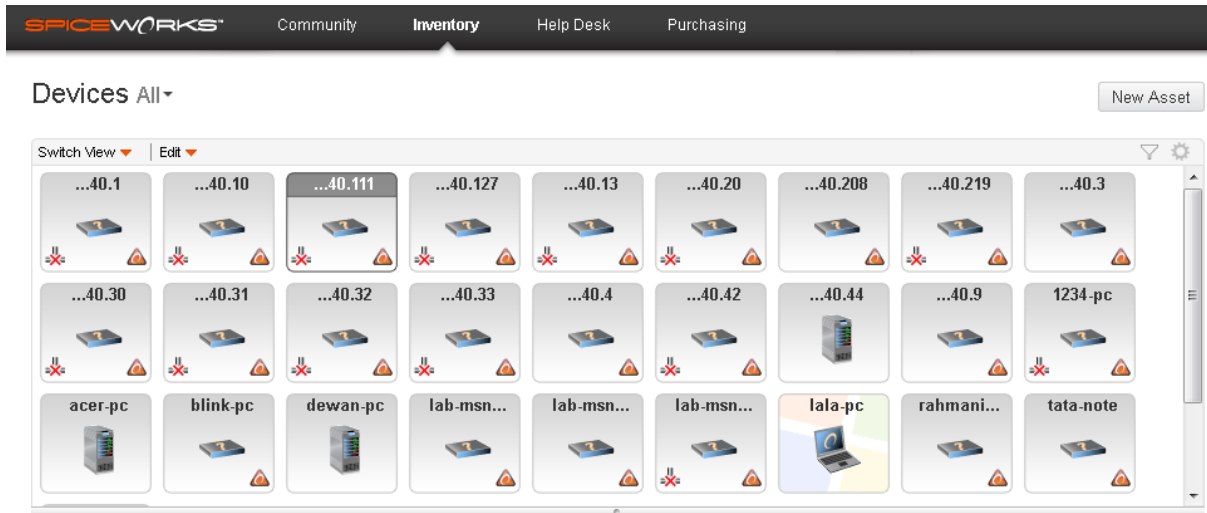 SPICEWORKS Community Inventory Help Desk Purchasing
Devices All
New Asset
Switch View Edit
...40.1 ...40.10 ...40.111 ...40.127 ...40.13 ...40.20 ...40.208 ...40.219 ...40.3
...40.30 ...40.31 ...40.32 ...40.33 ...40.4 ...40.42 ...40.44 ...40.9 1234-pc
acer-pc blink-pc dewan-pc lab-msn... lab-msn... lab-msn... lala-pc rahmani... tata-note